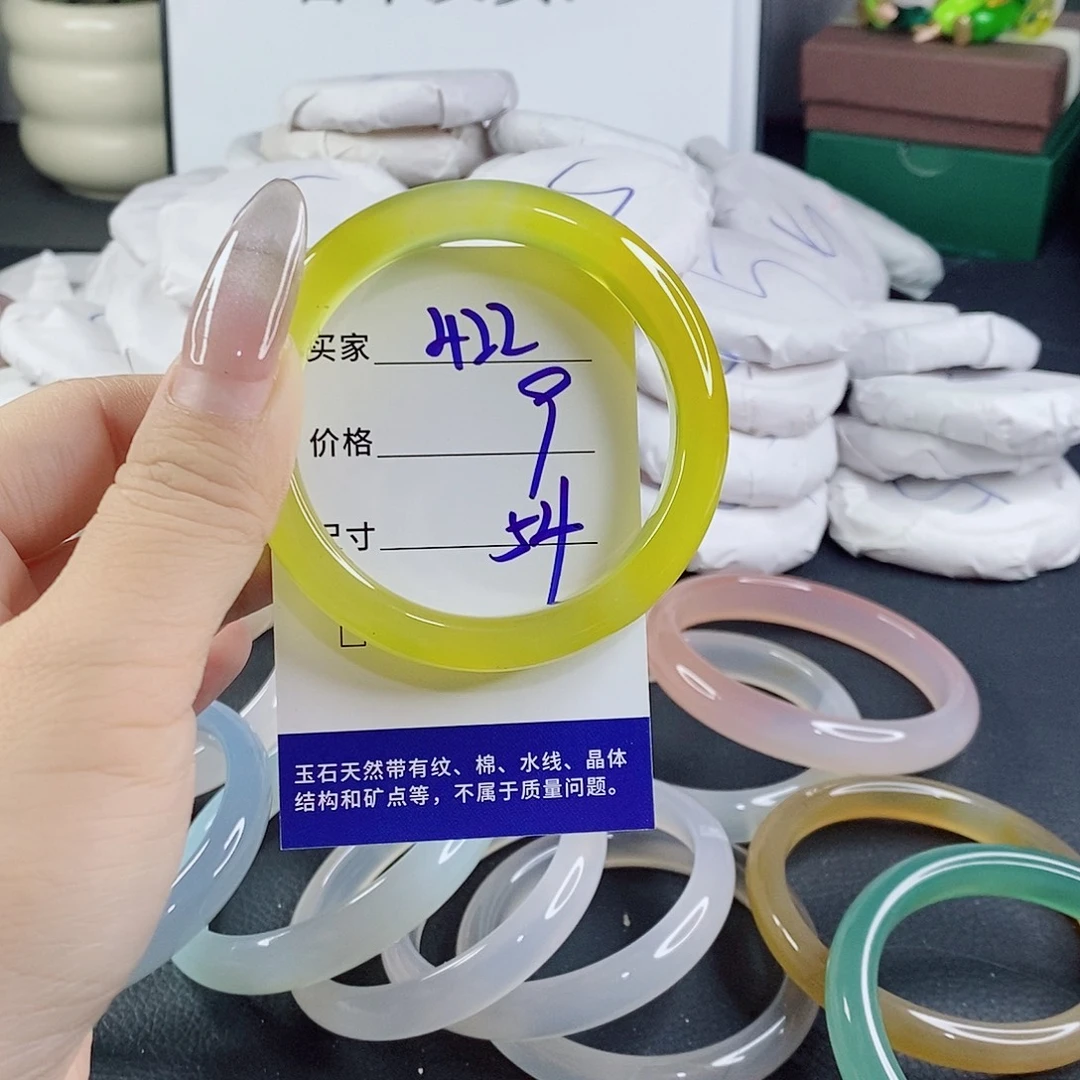 买家 422
价格 9
尺寸 54
玉石天然带有纹、棉、水线、晶体
结构和矿点等，不属于质量问题。